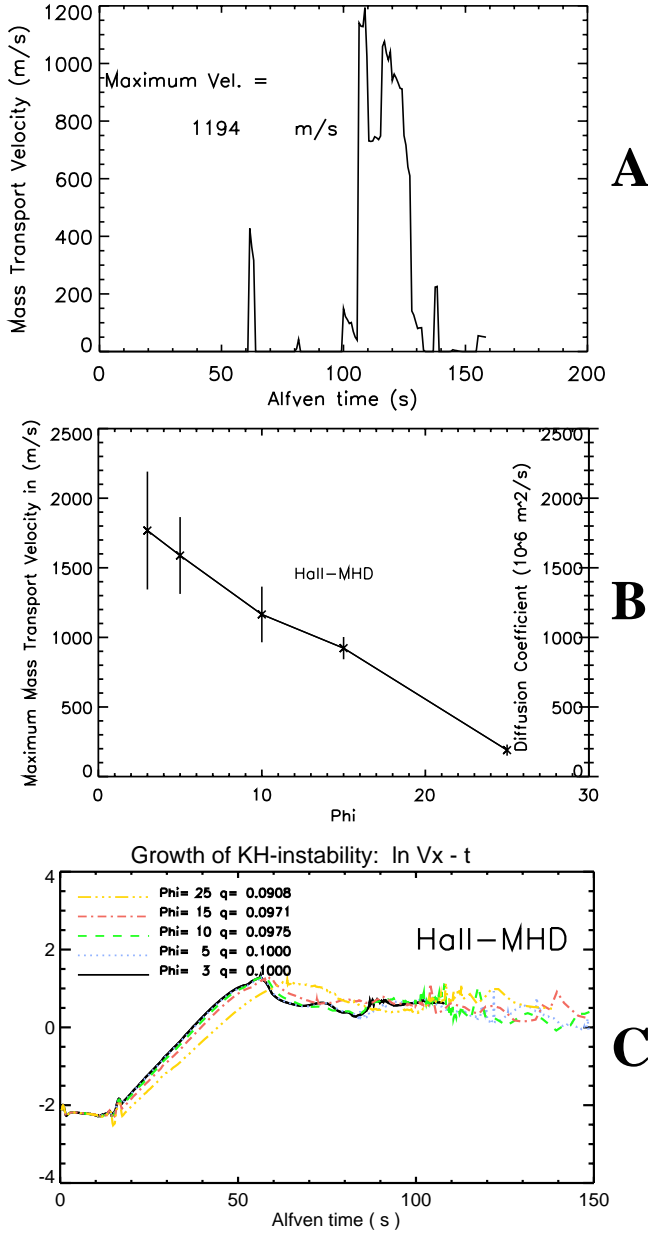 1200
1000
800
600
400
200
0
Mass Transport Velocity (m/s)
Maximum Vel. =
1194 m/s
0 50 100 150 200
Alfven time (s)
A
2500
2000
1500
1000
500
0
Maximum Mass Transport Velocity in (m/s)
Hall-MHD
2500
2000
1500
1000
500
0
Diffusion Coefficient (10^6 m^2/s)
0 10 20 30
Phi
B
Growth of KH-instability: ln Vx - t
4
2
0
-2
-4
Phi= 25 q= 0.0908
Phi= 15 q= 0.0971
Phi= 10 q= 0.0975
Phi= 5 q= 0.1000
Phi= 3 q= 0.1000
Hall-MHD
0 50 100 150
Alfven time ( s )
C